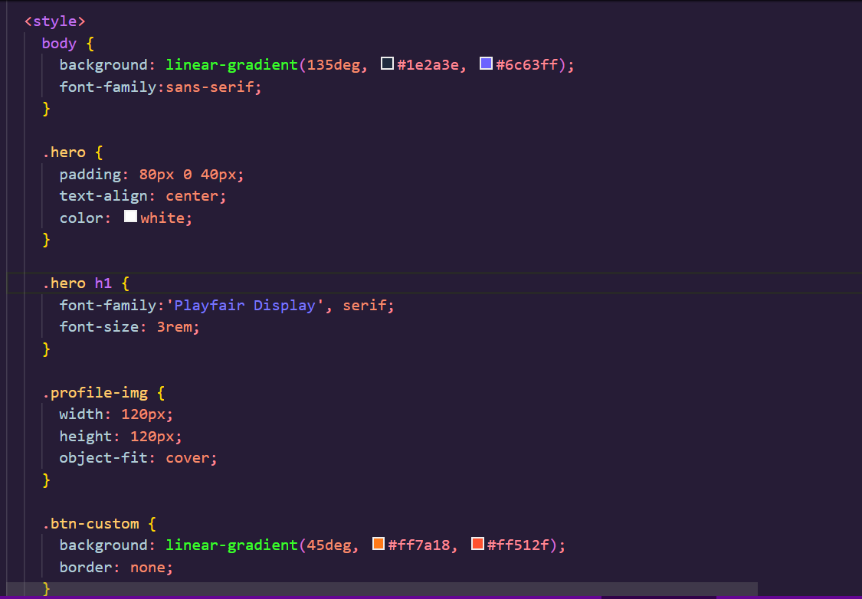 <style>
body {
background: linear-gradient(135deg, #1e2a3e, #6c63ff);
font-family:sans-serif;
}
.hero {
padding: 80px 0 40px;
text-align: center;
color: white;
}
.hero h1 {
font-family:'Playfair Display', serif;
font-size: 3rem;
}
.profile-img {
width: 120px;
height: 120px;
object-fit: cover;
}
.btn-custom {
background: linear-gradient(45deg, #ff7a18, #ff512f);
border: none;
}